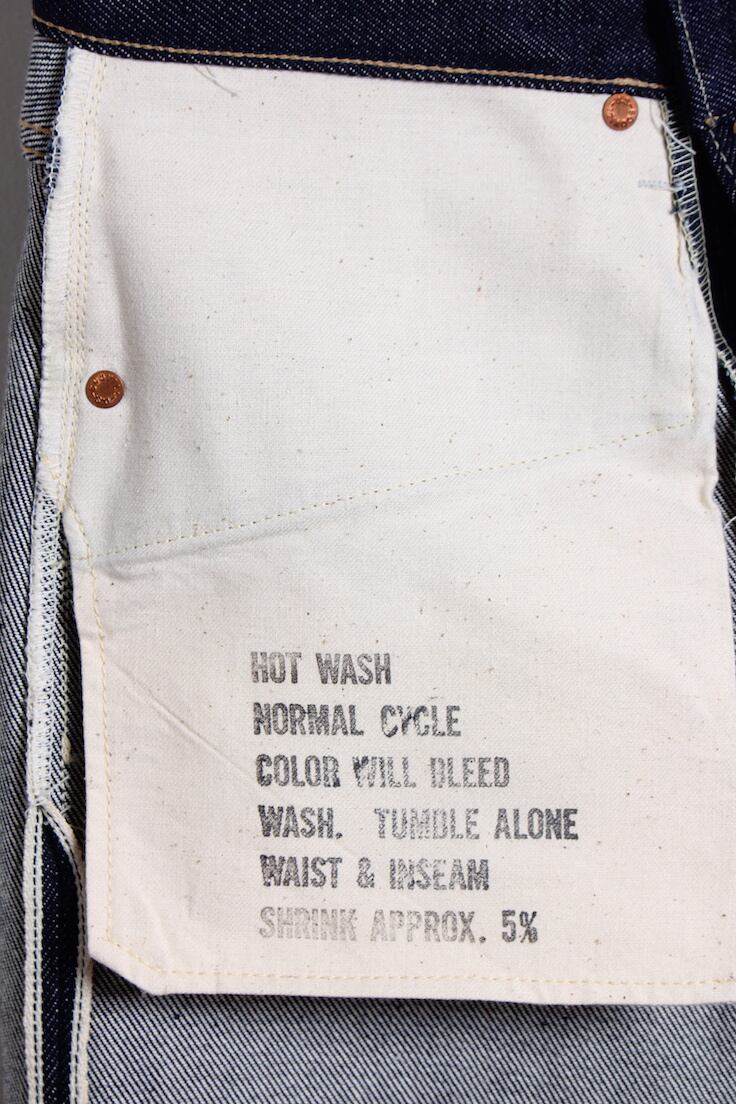 HOT WASH
NORMAL CYCLE
COLOR WILL BLEED
WASH. TUMBLE ALONE
WAIST & INSEAM
SHRINK APPROX. 5%